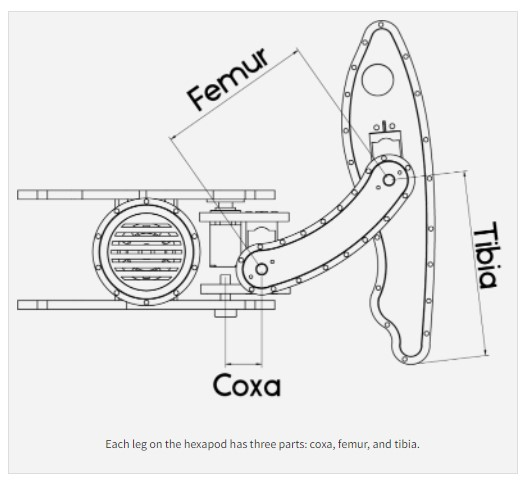 Femur
Tibia
Coxa
Each leg on the hexapod has three parts: coxa, femur, and tibia.